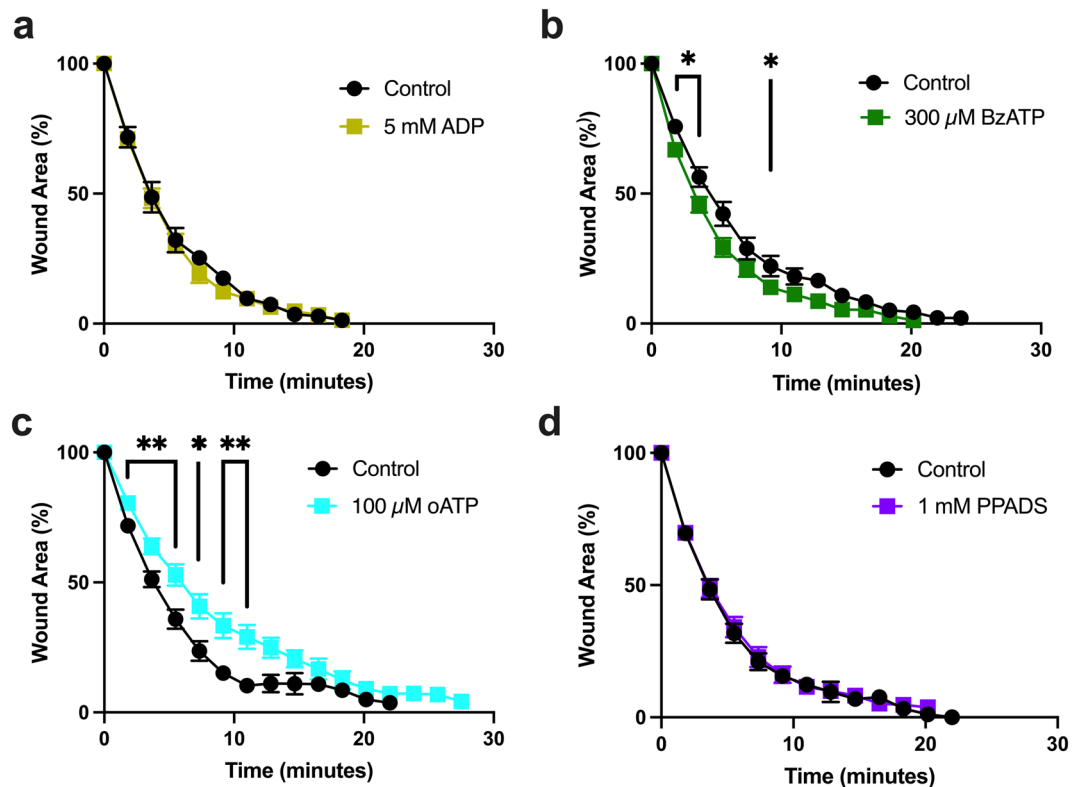 a
100
50
0
Wound Area (%)
Control
5 mM ADP
0
10
20
30
Time (minutes)
b
*
*
100
50
0
Wound Area (%)
Control
300 µM BzATP
0
10
20
30
Time (minutes)
c
**
*
**
100
50
0
Wound Area (%)
Control
100 µM oATP
0
10
20
30
Time (minutes)
d
100
50
0
Wound Area (%)
Control
1 mM PPADS
0
10
20
30
Time (minutes)